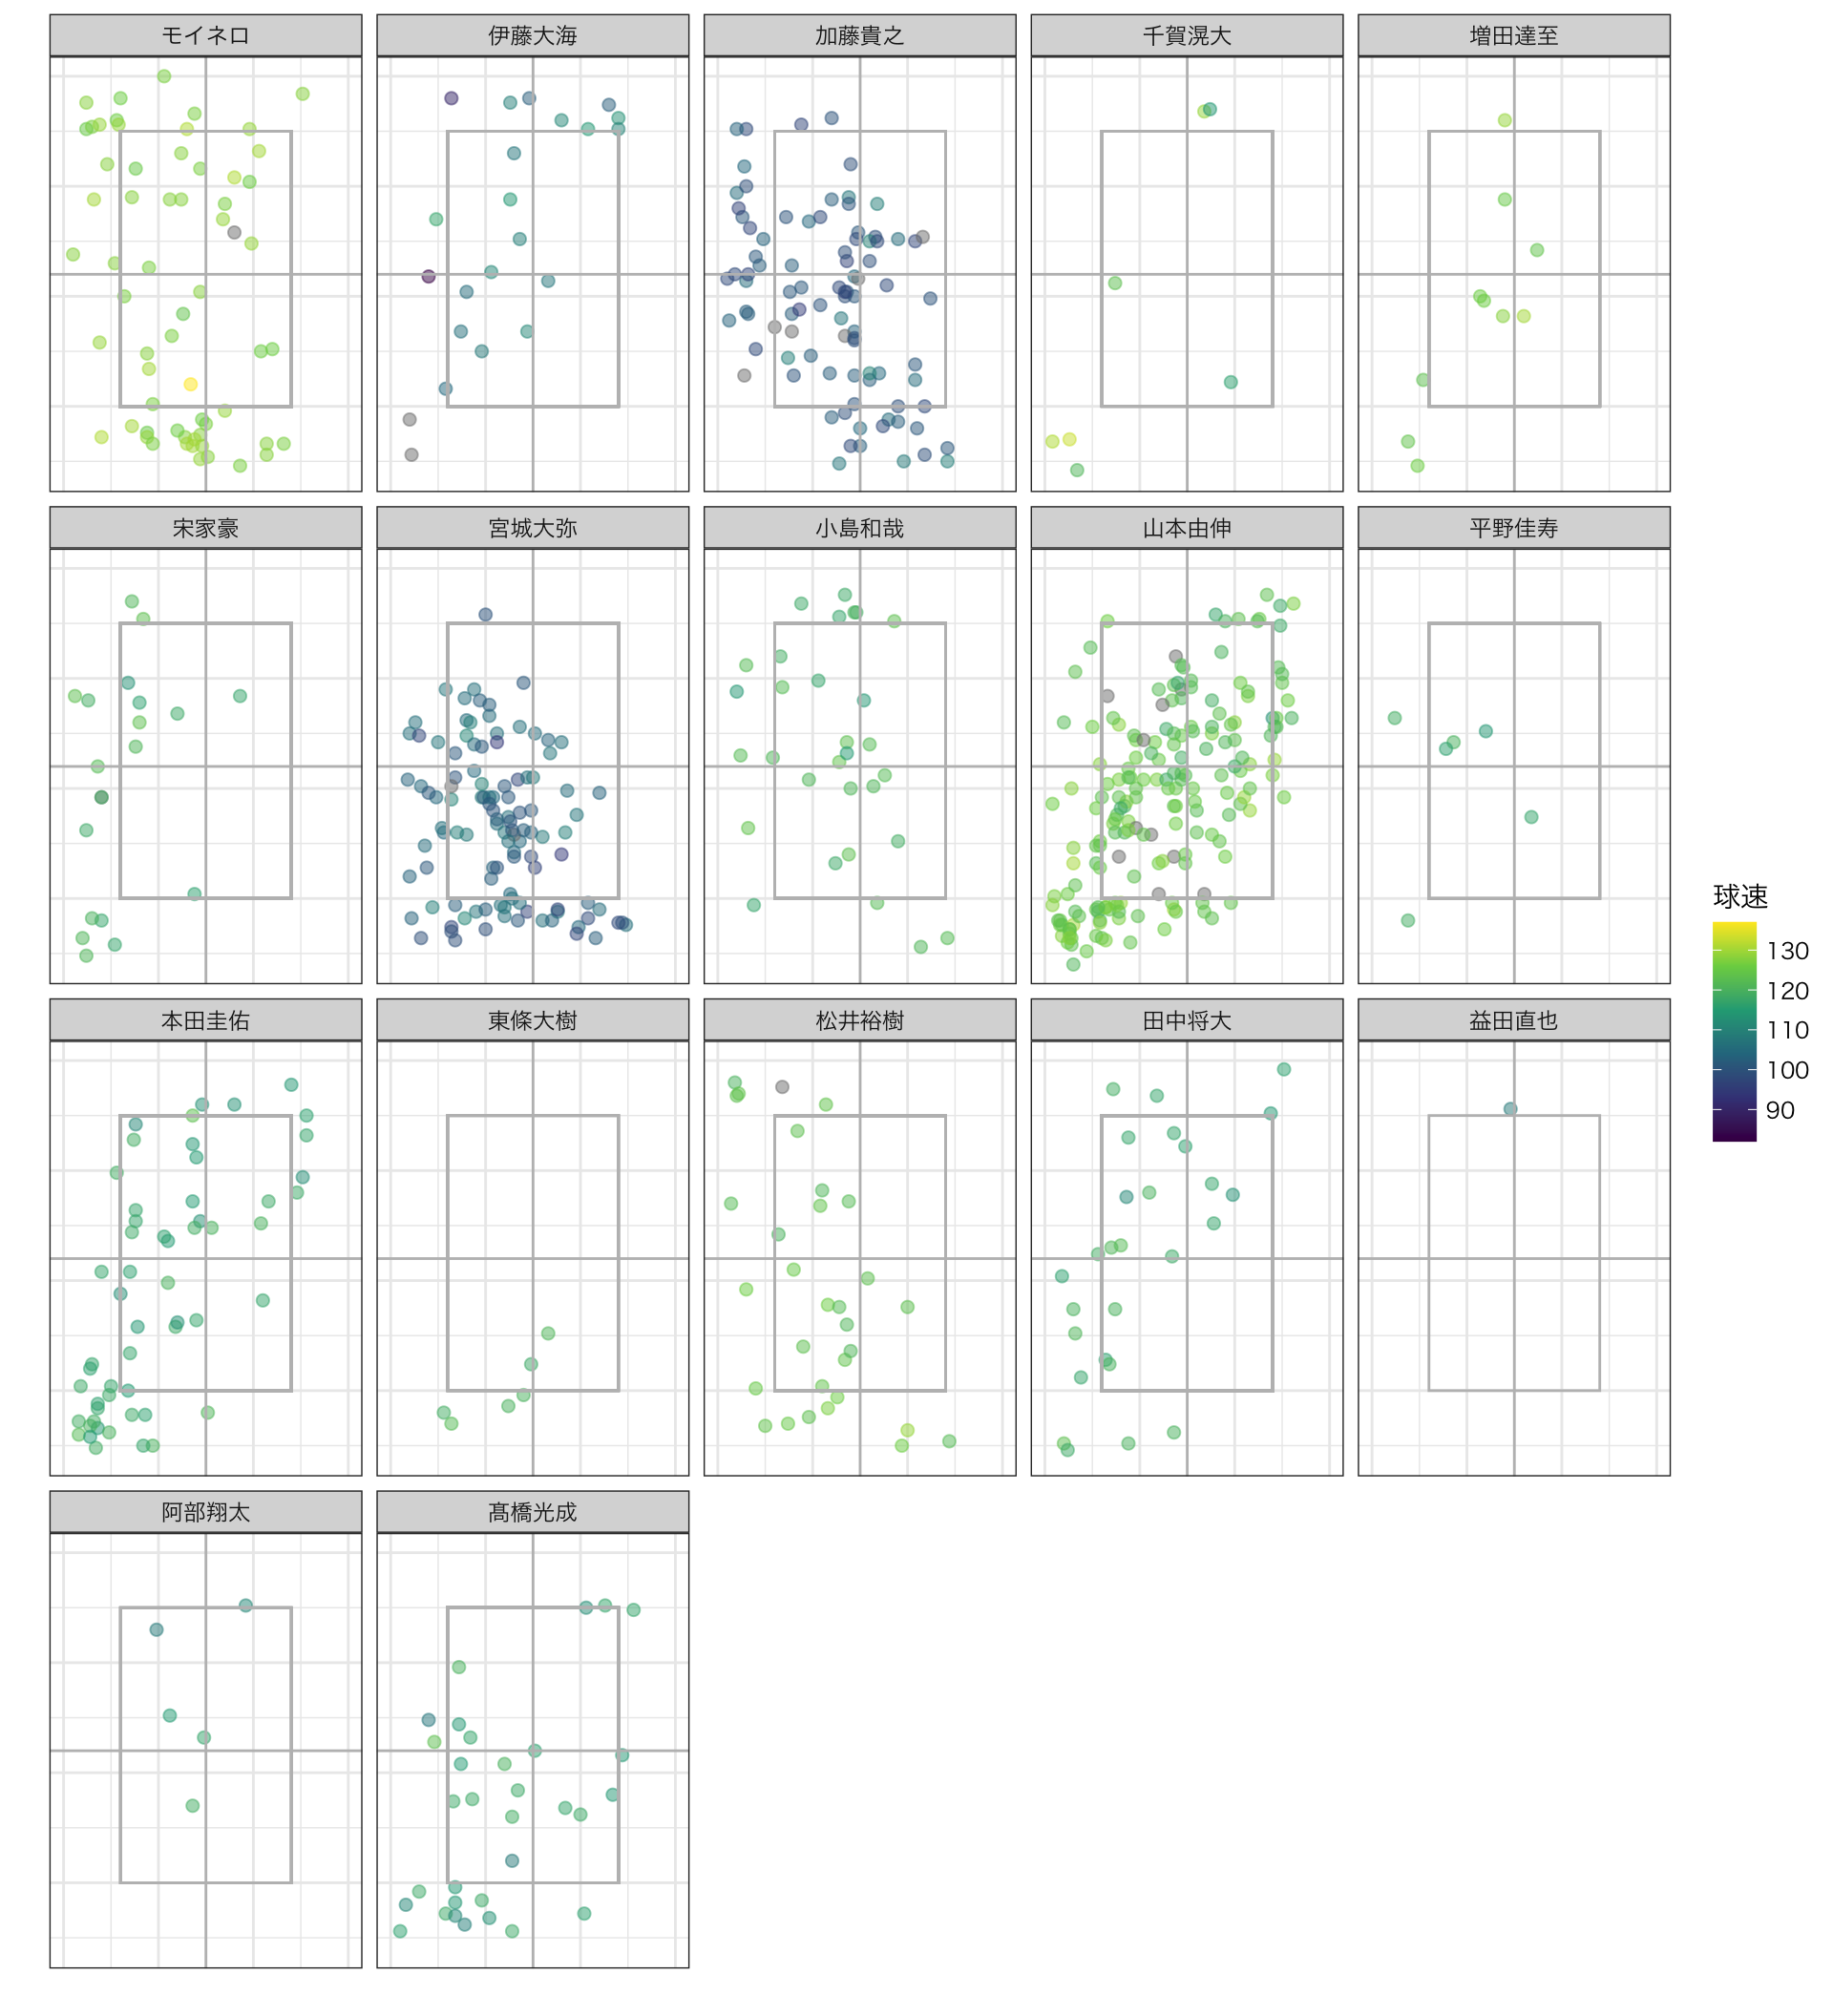 モイネロ
伊藤大海
加藤貴之
千賀滉大
増田達至
宋家豪
宮城大弥
小島和哉
山本由伸
平野佳寿
本田圭佑
東條大樹
松井裕樹
田中将大
益田直也
阿部翔太
髙橋光成
球速
130
120
110
100
90